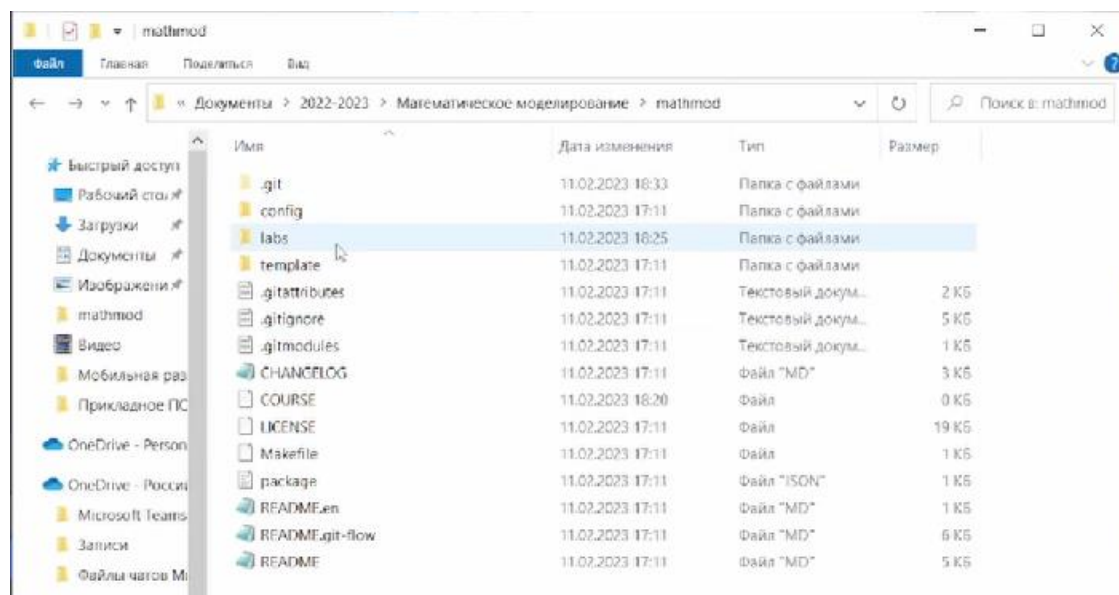 mathmod
Файл Главная Поделиться Вид
« Документы > 2022-2023 > Математическое моделирование > mathmod Поиск в: mathmod
Имя Дата изменения Тип Размер
Быстрый доступ
Рабочий стол
Загрузки
Документы
Изображени
mathmod
Видео
Мобильная раз
Прикладное ПО
OneDrive - Person
OneDrive - Росси
Microsoft Teams
Записи
Файлы чатов Mi
.git 11.02.2023 18:33 Папка с файлами
config 11.02.2023 17:11 Папка с файлами
labs 11.02.2023 18:25 Папка с файлами
template 11.02.2023 17:11 Папка с файлами
.gitattributes 11.02.2023 17:11 Текстовый докум... 2 КБ
.gitignore 11.02.2023 17:11 Текстовый докум... 5 КБ
.gitmodules 11.02.2023 17:11 Текстовый докум... 1 КБ
CHANGELOG 11.02.2023 17:11 Файл "MD" 3 КБ
COURSE 11.02.2023 18:20 Файл 0 КБ
LICENSE 11.02.2023 17:11 Файл 19 КБ
Makefile 11.02.2023 17:11 Файл 1 КБ
package 11.02.2023 17:11 Файл "JSON" 1 КБ
README.en 11.02.2023 17:11 Файл "MD" 1 КБ
README.git-flow 11.02.2023 17:11 Файл "MD" 6 КБ
README 11.02.2023 17:11 Файл "MD" 5 КБ